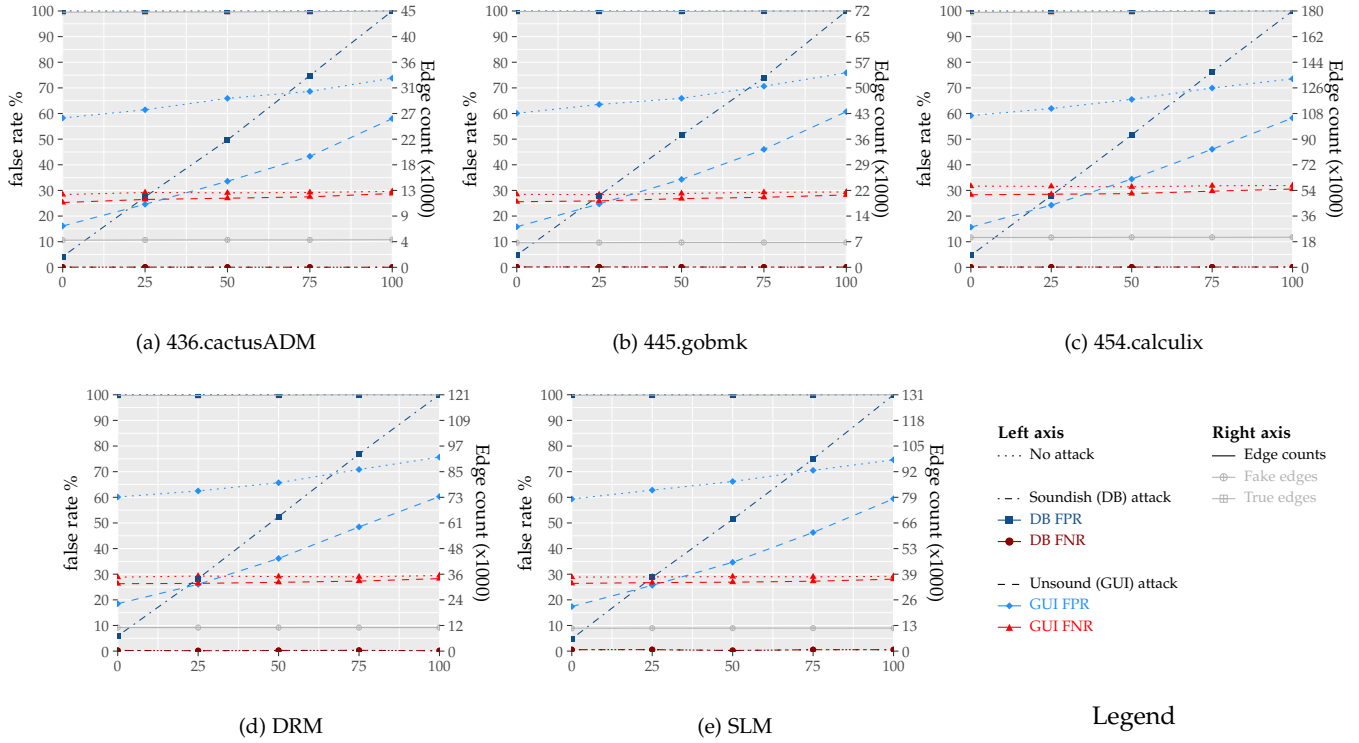 100 45
90 40
80 36
70 31
60 27
50 22
40 18
30 13
20 9
10 4
0 0
0 25 50 75 100
false rate %
Edge count (x1000)
(a) 436.cactusADM
100 72
90 65
80 57
70 50
60 43
50 36
40 29
30 22
20 14
10 7
0 0
0 25 50 75 100
false rate %
Edge count (x1000)
(b) 445.gobmk
100 180
90 162
80 144
70 126
60 108
50 90
40 72
30 54
20 36
10 18
0 0
0 25 50 75 100
false rate %
Edge count (x1000)
(c) 454.calculix
100 121
90 109
80 97
70 85
60 73
50 61
40 48
30 36
20 24
10 12
0 0
0 25 50 75 100
false rate %
Edge count (x1000)
(d) DRM
100 131
90 118
80 105
70 92
60 79
50 66
40 53
30 39
20 26
10 13
0 0
0 25 50 75 100
false rate %
Edge count (x1000)
(e) SLM
Left axis
No attack
Soundish (DB) attack
DB FPR
DB FNR
Unsound (GUI) attack
GUI FPR
GUI FNR
Right axis
Edge counts
Fake edges
True edges
Legend